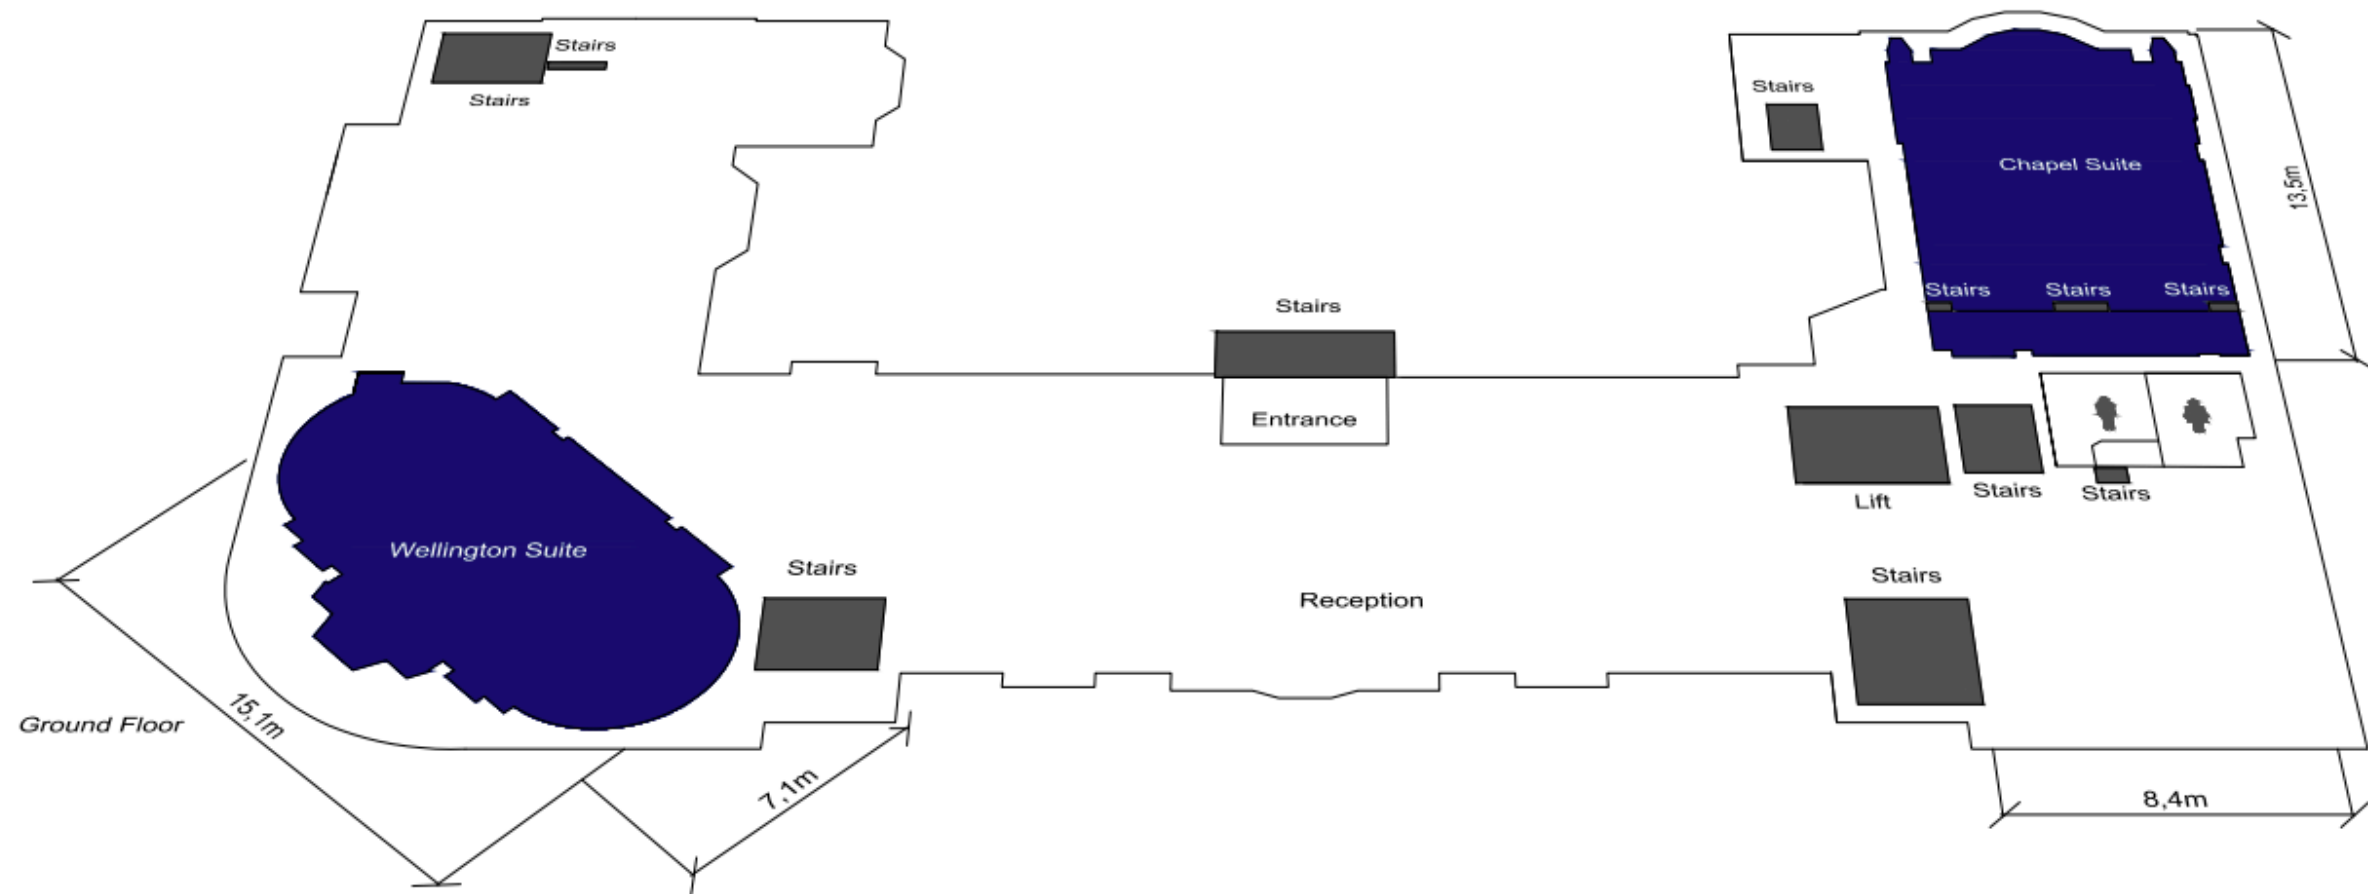 Stairs
Stairs
Stairs
Chapel Suite
13,5m
Stairs
Stairs
Stairs
Stairs
Entrance
Lift
Stairs
Stairs
Wellington Suite
Stairs
Stairs
Reception
Ground Floor
15,1m
7,1m
8,4m